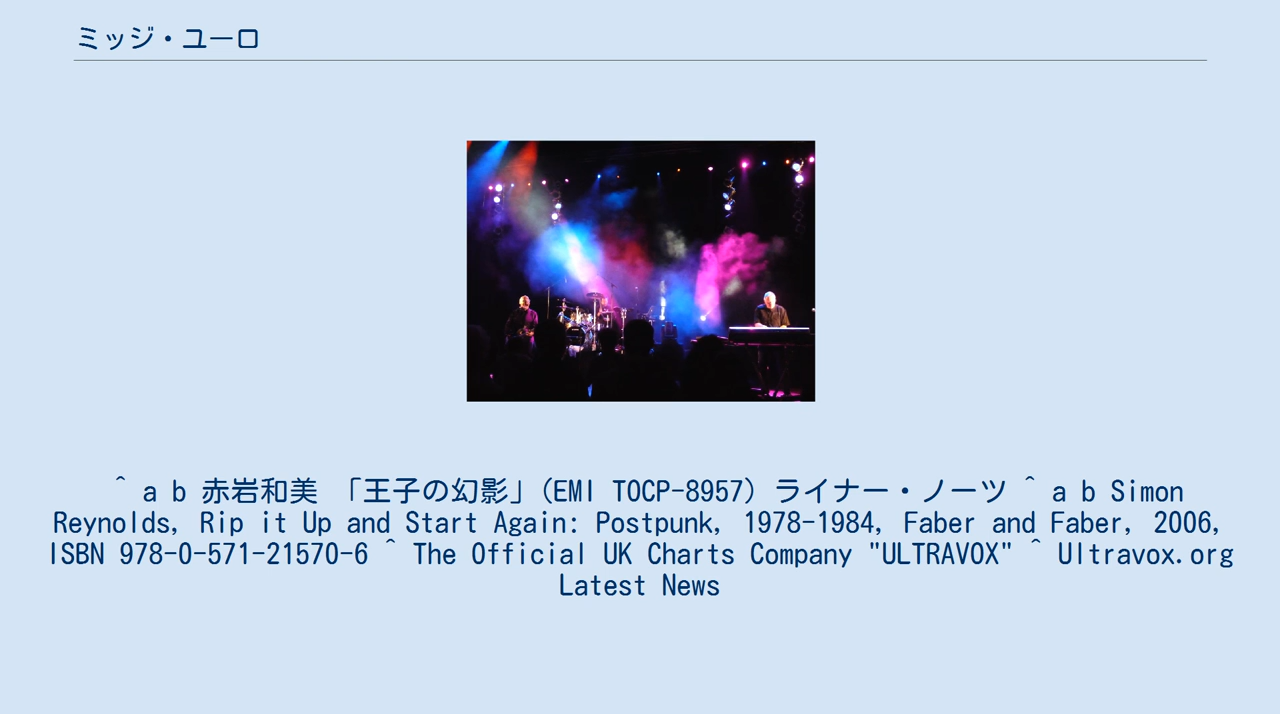 ミッジ・ユーロ
^ a b 赤岩和美 「王子の幻影」(EMI TOCP-8957) ライナー・ノーツ ^ a b Simon
Reynolds, Rip it Up and Start Again: Postpunk, 1978-1984, Faber and Faber, 2006,
ISBN 978-0-571-21570-6 ^ The Official UK Charts Company "ULTRAVOX" ^ Ultravox.org
Latest News